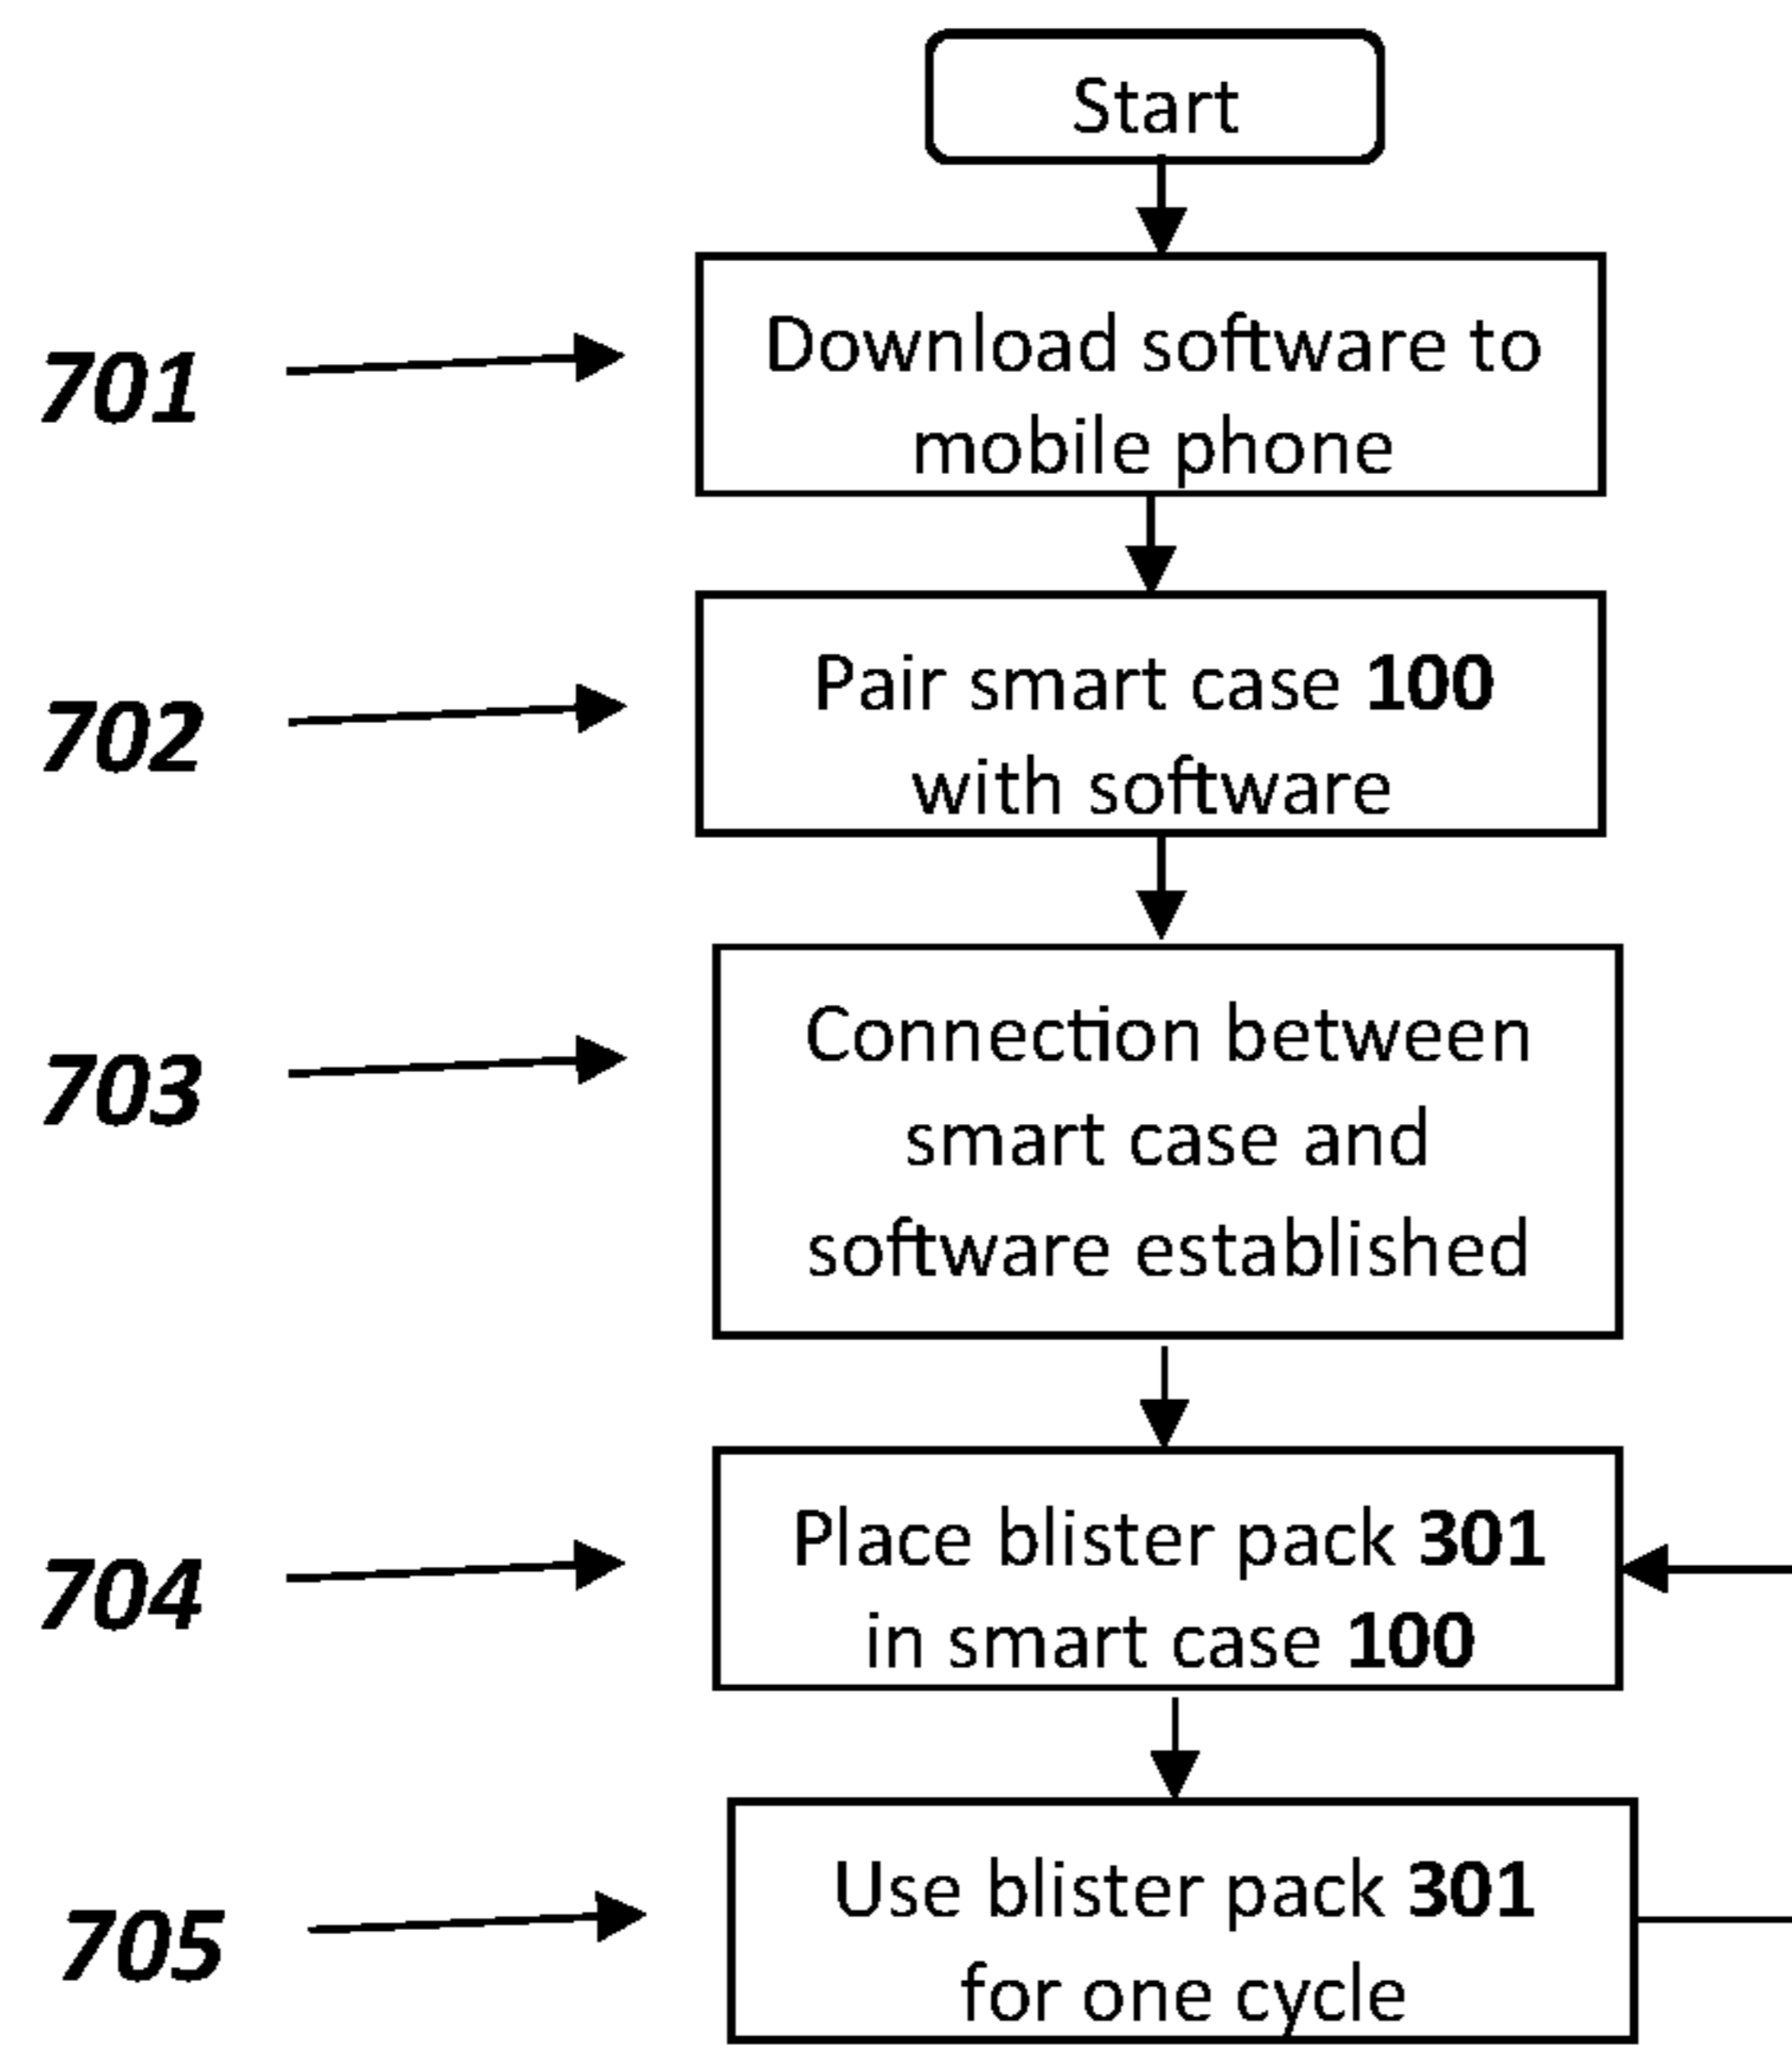 Start
701
Download software to
mobile phone
702
Pair smart case 100
with software
703
Connection between
smart case and
software established
704
Place blister pack 301
in smart case 100
705
Use blister pack 301
for one cycle